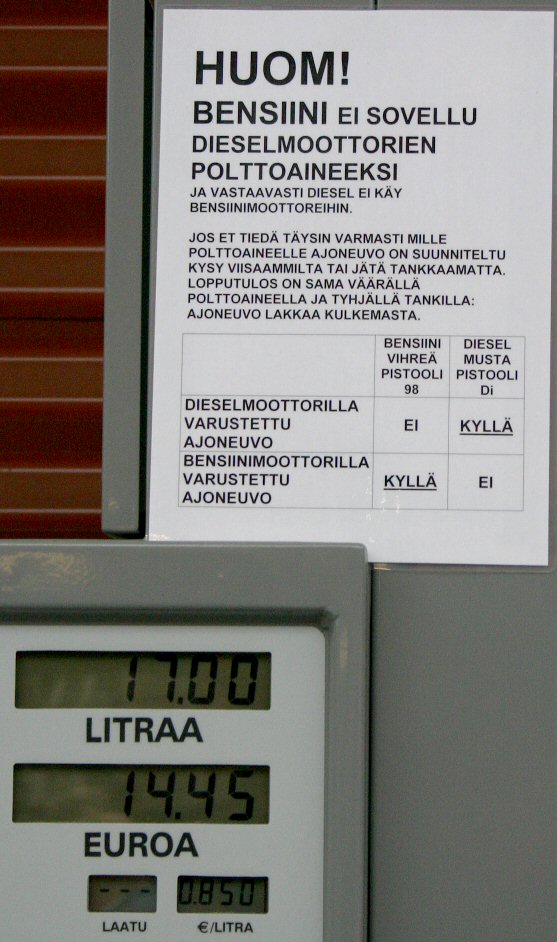 HUOM!
BENSIINI EI SOVELLU
DIESELMOOTTORIEN
POLTTOAINEEKSI
JA VASTAAVASTI DIESEL EI KÄY
BENSIINIMOOTTOREIHIN.
JOS ET TIEDÄ TÄYSIN VARMASTI MILLE
POLTTOAINEELLE AJONEUVO ON SUUNNITELTU
KYSY VIISAAMMILTA TAI JÄTÄ TANKKAAMATTA.
LOPPUTULOS ON SAMA VÄÄRÄLLÄ
POLTTOAINEELLA JA TYHJÄLLÄ TANKILLA:
AJONEUVO LAKKAA KULKEMASTA.
BENSIINI
VIHREÄ
PISTOOLI
98
DIESEL
MUSTA
PISTOOLI
Di
DIESELMOOTTORILLA
VARUSTETTU
AJONEUVO
EI
KYLLÄ
BENSIINIMOOTTORILLA
VARUSTETTU
AJONEUVO
KYLLÄ
EI
17.00
LITRAA
14.45
EUROA
--- 0.850
LAATU €/LITRA